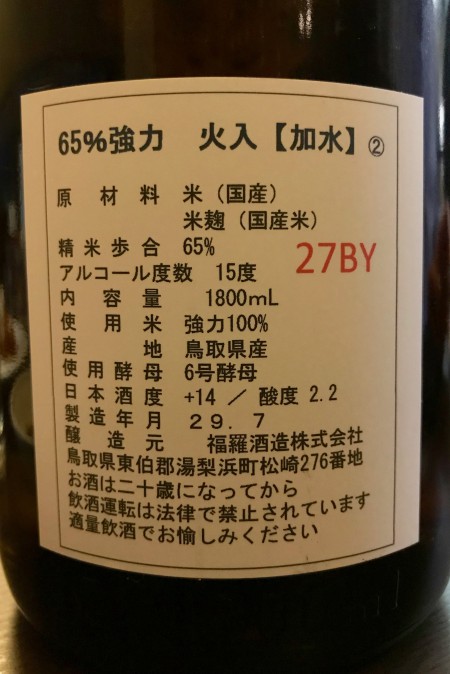 65%強力 火入【加水】②
原材料 米（国産）
米麹（国産米）
精米歩合 65%
27BY
アルコール度数 15度
内容量 1800mL
使用米 強力100%
産地 鳥取県産
使用酵母 6号酵母
日本酒度 +14 ／ 酸度 2.2
製造年月 29.7
醸造元 福羅酒造株式会社
鳥取県東伯郡湯梨浜町松崎276番地
お酒は二十歳になってから
飲酒運転は法律で禁止されています
適量飲酒でお愉しみください